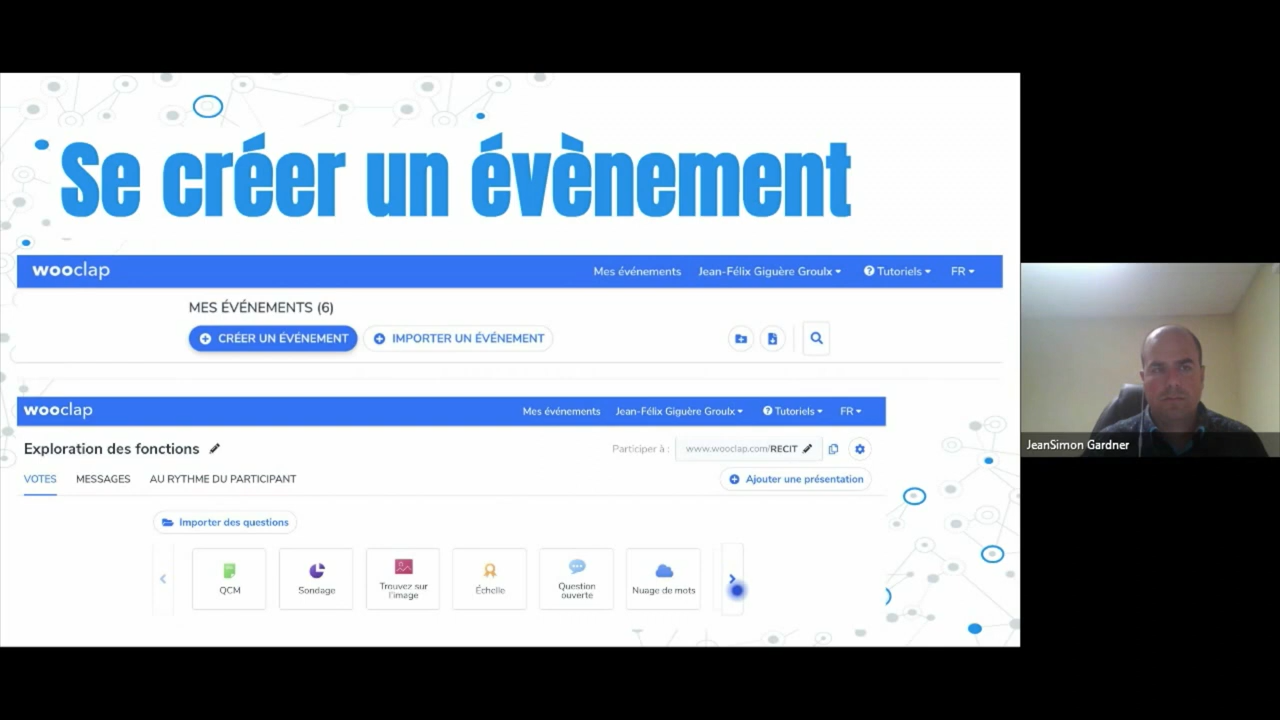 Se créer un évènement
wooclap
Mes événements Jean-Félix Giguère Groulx Tutoriels FR
MES ÉVÉNEMENTS (6)
CRÉER UN ÉVÉNEMENT IMPORTER UN ÉVÉNEMENT
wooclap
Mes événements Jean-Félix Giguère Groulx Tutoriels FR
Exploration des fonctions
Participer à : www.wooclap.com/RECIT
VOTES MESSAGES AU RYTHME DU PARTICIPANT
Ajouter une présentation
Importer des questions
QCM
Sondage
Trouvez sur
l'image
Échelle
Question
ouverte
Nuage de mots
JeanSimon Gardner